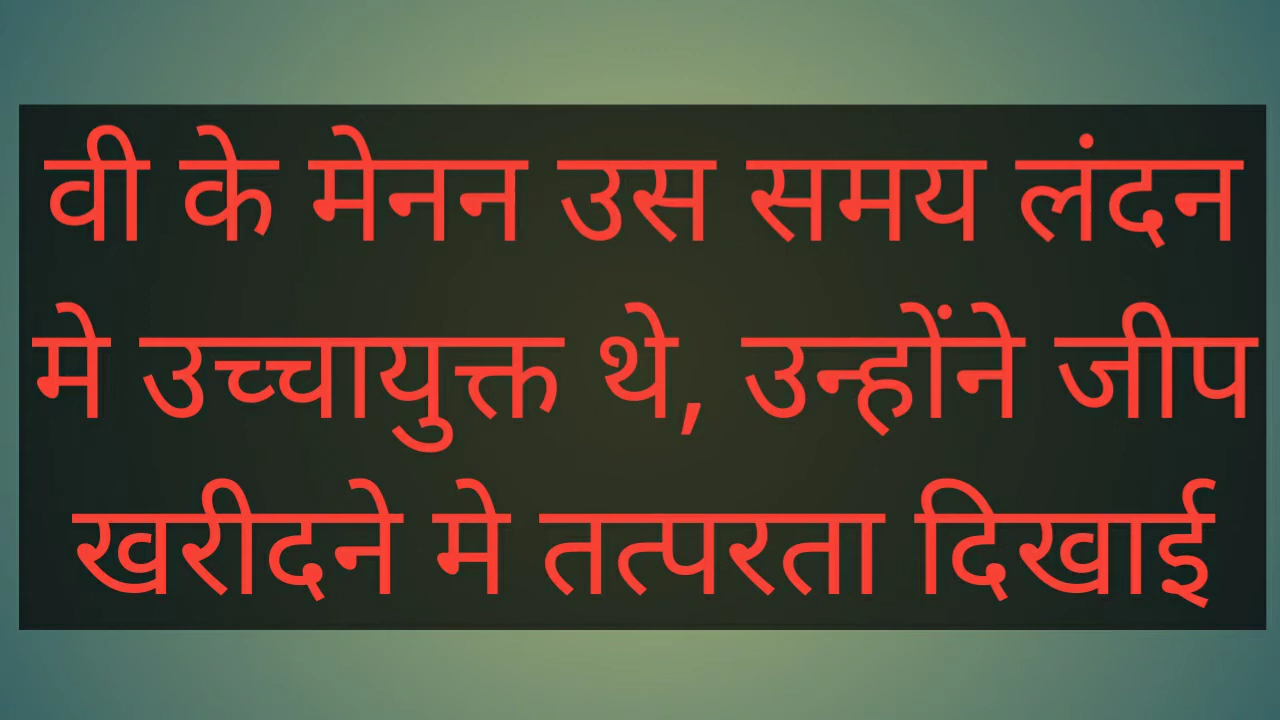 वी के मेनन उस समय लंदन
मे उच्चायुक्त थे, उन्होंने जीप
खरीदने मे तत्परता दिखाई